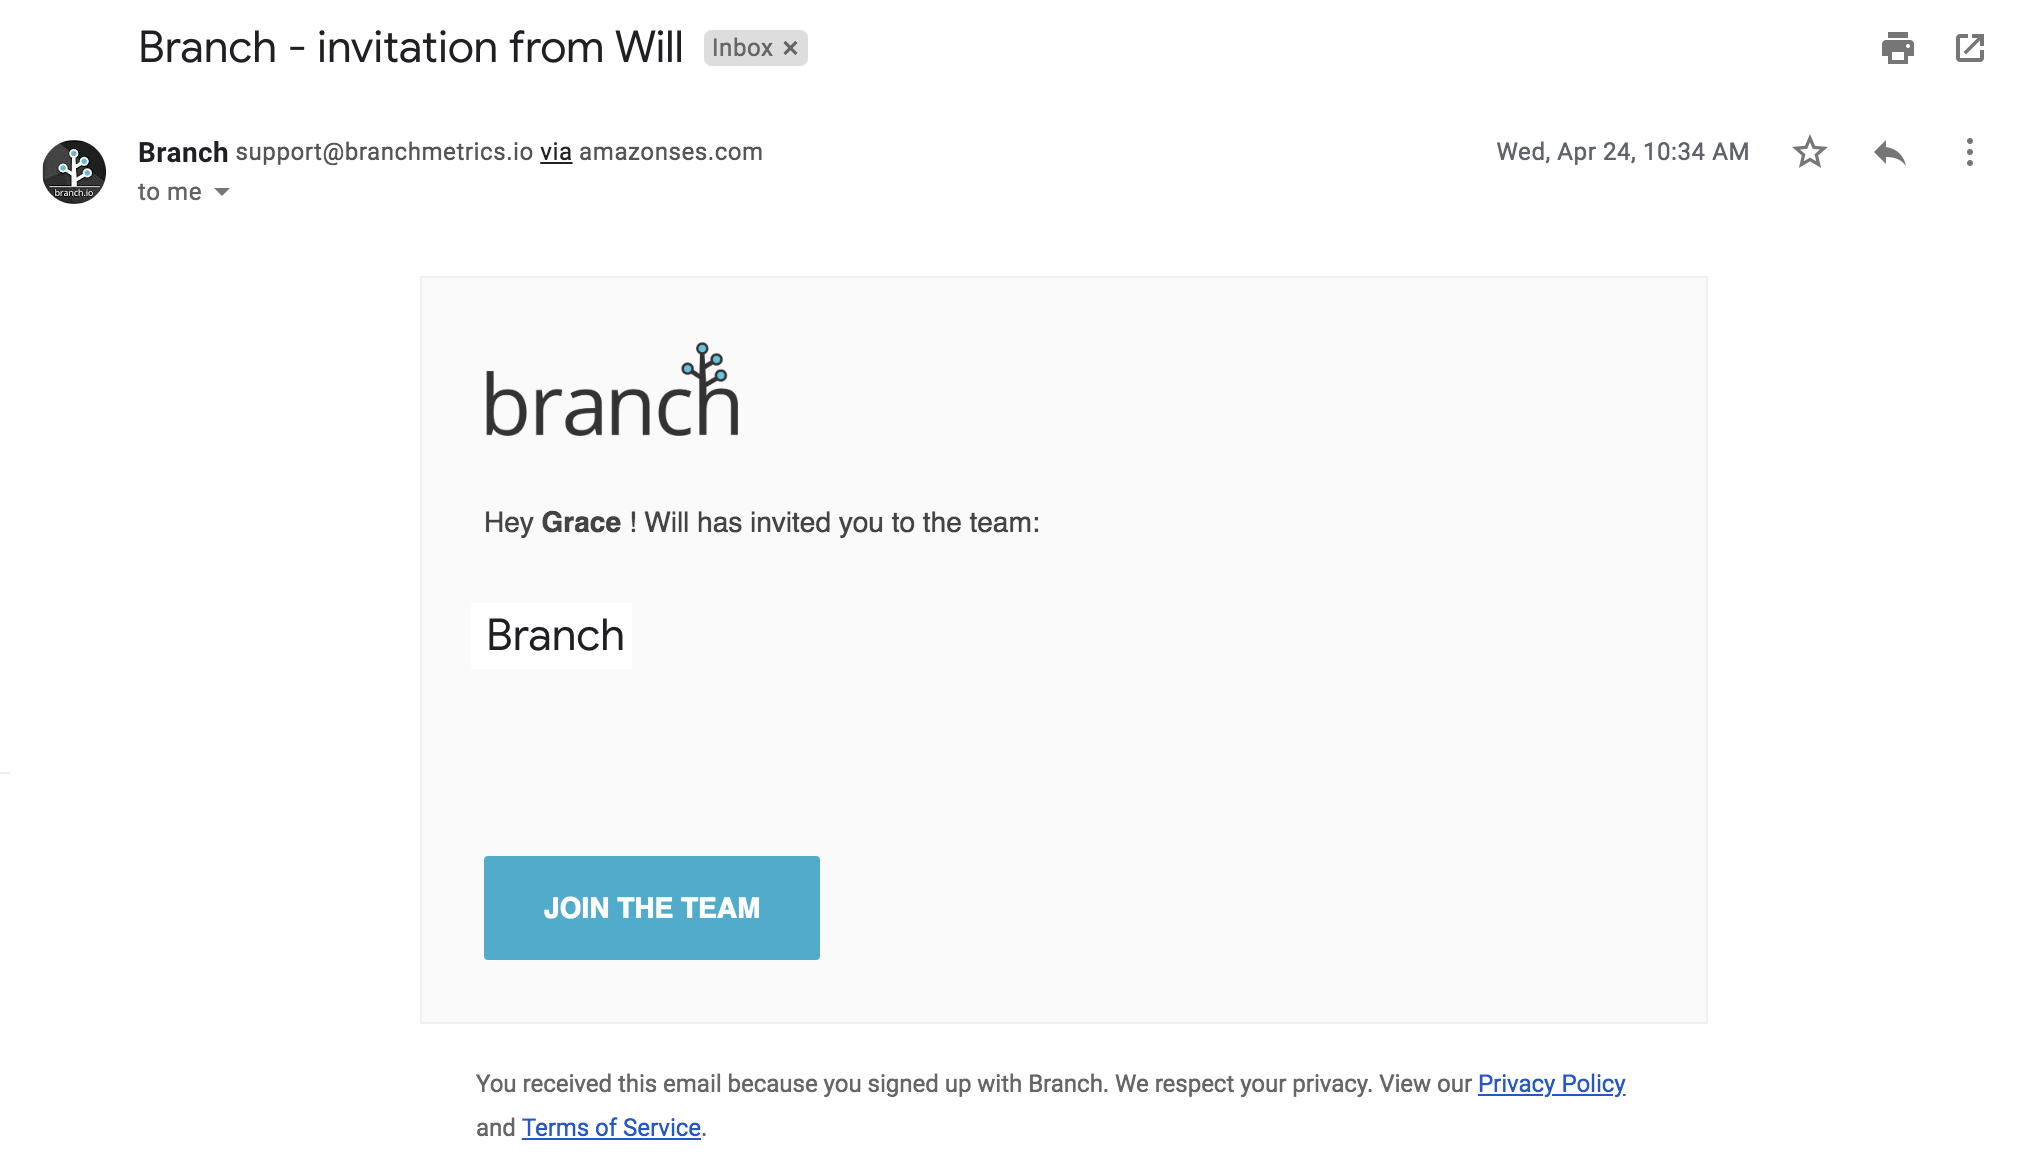 Branch - invitation from Will Inbox ×
Branch support@branchmetrics.io via amazonses.com
Wed, Apr 24, 10:34 AM
branch.io
to me
branch
Hey Grace ! Will has invited you to the team:
Branch
JOIN THE TEAM
You received this email because you signed up with Branch. We respect your privacy. View our Privacy Policy
and Terms of Service.